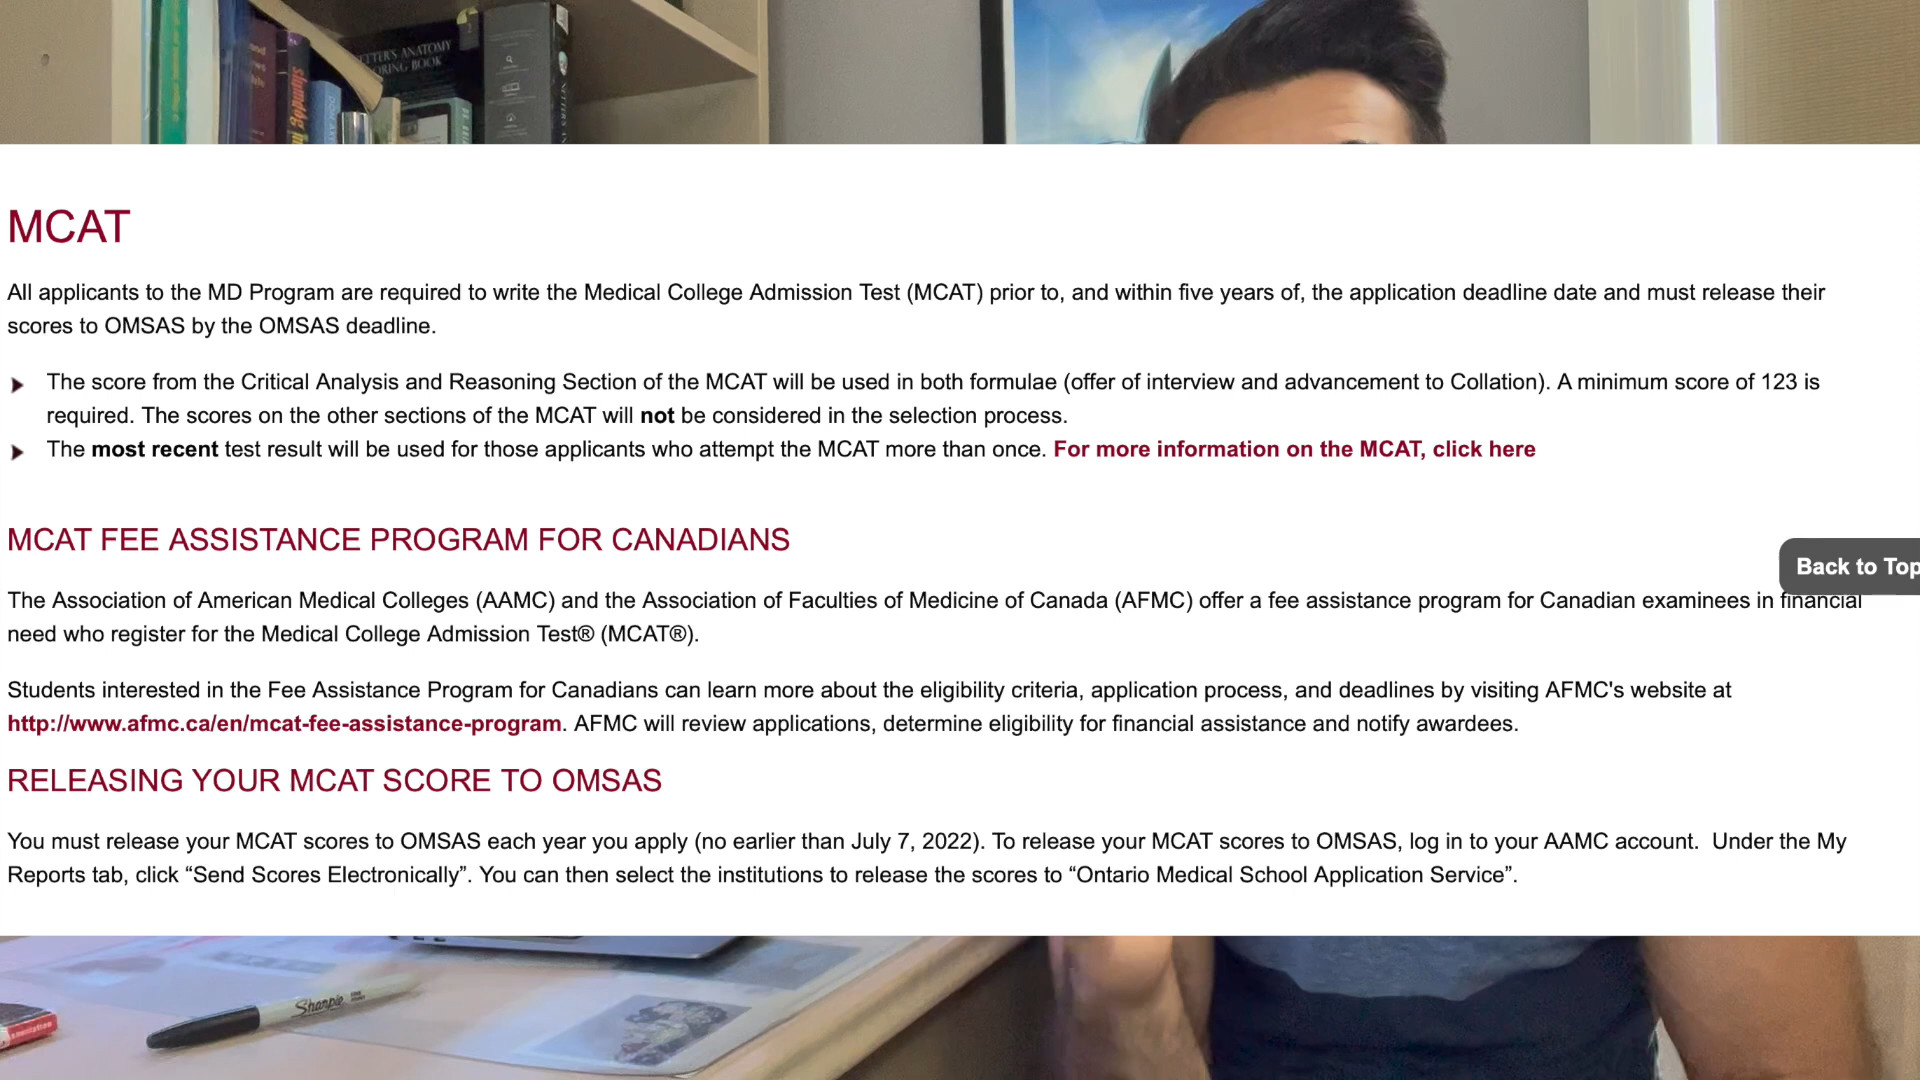 ANATOMY
RING BOOK
MCAT
All applicants to the MD Program are required to write the Medical College Admission Test (MCAT) prior to, and within five years of, the application deadline date and must release their
scores to OMSAS by the OMSAS deadline.
The score from the Critical Analysis and Reasoning Section of the MCAT will be used in both formulae (offer of interview and advancement to Collation). A minimum score of 123 is
required. The scores on the other sections of the MCAT will not be considered in the selection process.
The most recent test result will be used for those applicants who attempt the MCAT more than once. For more information on the MCAT, click here
MCAT FEE ASSISTANCE PROGRAM FOR CANADIANS
Back to Top
The Association of American Medical Colleges (AAMC) and the Association of Faculties of Medicine of Canada (AFMC) offer a fee assistance program for Canadian examinees in financial
need who register for the Medical College Admission Test® (MCAT®).
Students interested in the Fee Assistance Program for Canadians can learn more about the eligibility criteria, application process, and deadlines by visiting AFMC's website at
http://www.afmc.ca/en/mcat-fee-assistance-program. AFMC will review applications, determine eligibility for financial assistance and notify awardees.
RELEASING YOUR MCAT SCORE TO OMSAS
You must release your MCAT scores to OMSAS each year you apply (no earlier than July 7, 2022). To release your MCAT scores to OMSAS, log in to your AAMC account. Under the My
Reports tab, click “Send Scores Electronically”. You can then select the institutions to release the scores to “Ontario Medical School Application Service”.
Sharpie